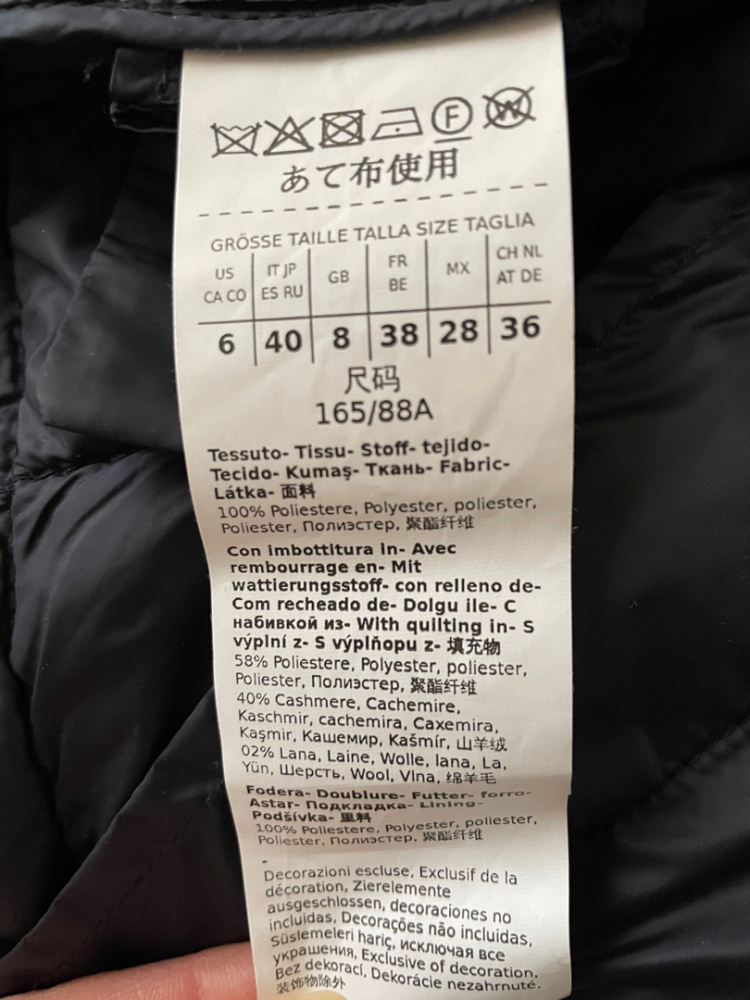 F W
あて布使用
GRÖSSE TAILLE TALLA SIZE TAGLIA
US CA CO IT JP ES RU GB FR BE MX CH NL AT DE
6 40 8 38 28 36
尺码
165/88A
Tessuto- Tissu- Stoff- tejido-
Tecido- Kumaş- Ткань- Fabric-
Látka- 面料
100% Poliestere, Polyester, poliester,
Poliester, Полиэстер, 聚酯纤维
Con imbottitura in- Avec
rembourrage en- Mit
wattierungsstoff- con relleno de-
Com recheado de- Dolgu ile- С
набивкой из- With quilting in- S
výplní z- S výplňopu z- 填充物
58% Poliestere, Polyester, poliester,
Poliester, Полиэстер, 聚酯纤维
40% Cashmere, Cachemire,
Kaschmir, cachemira, Caxemira,
Kaşmir, Кашемир, Kašmír, 山羊绒
02% Lana, Laine, Wolle, lana, La,
Yün, Шерсть, Wool, Vlna, 绵羊毛
Fodera- Doublure- Futter- forro-
Astar- Подкладка- Lining-
Podšívka- 里料
100% Poliestere, Polyester, poliester,
Poliester, Полиэстер, 聚酯纤维
-
Decorazioni escluse, Exclusif de la
décoration, Zierelemente
ausgeschlossen, decoraciones no
incluidas, Decorações não incluidas,
Süslemeleri hariç, исключая все
украшения, Exclusive of decoration,
Bez dekorací, Dekorácie nezahrnuté.
装饰物除外